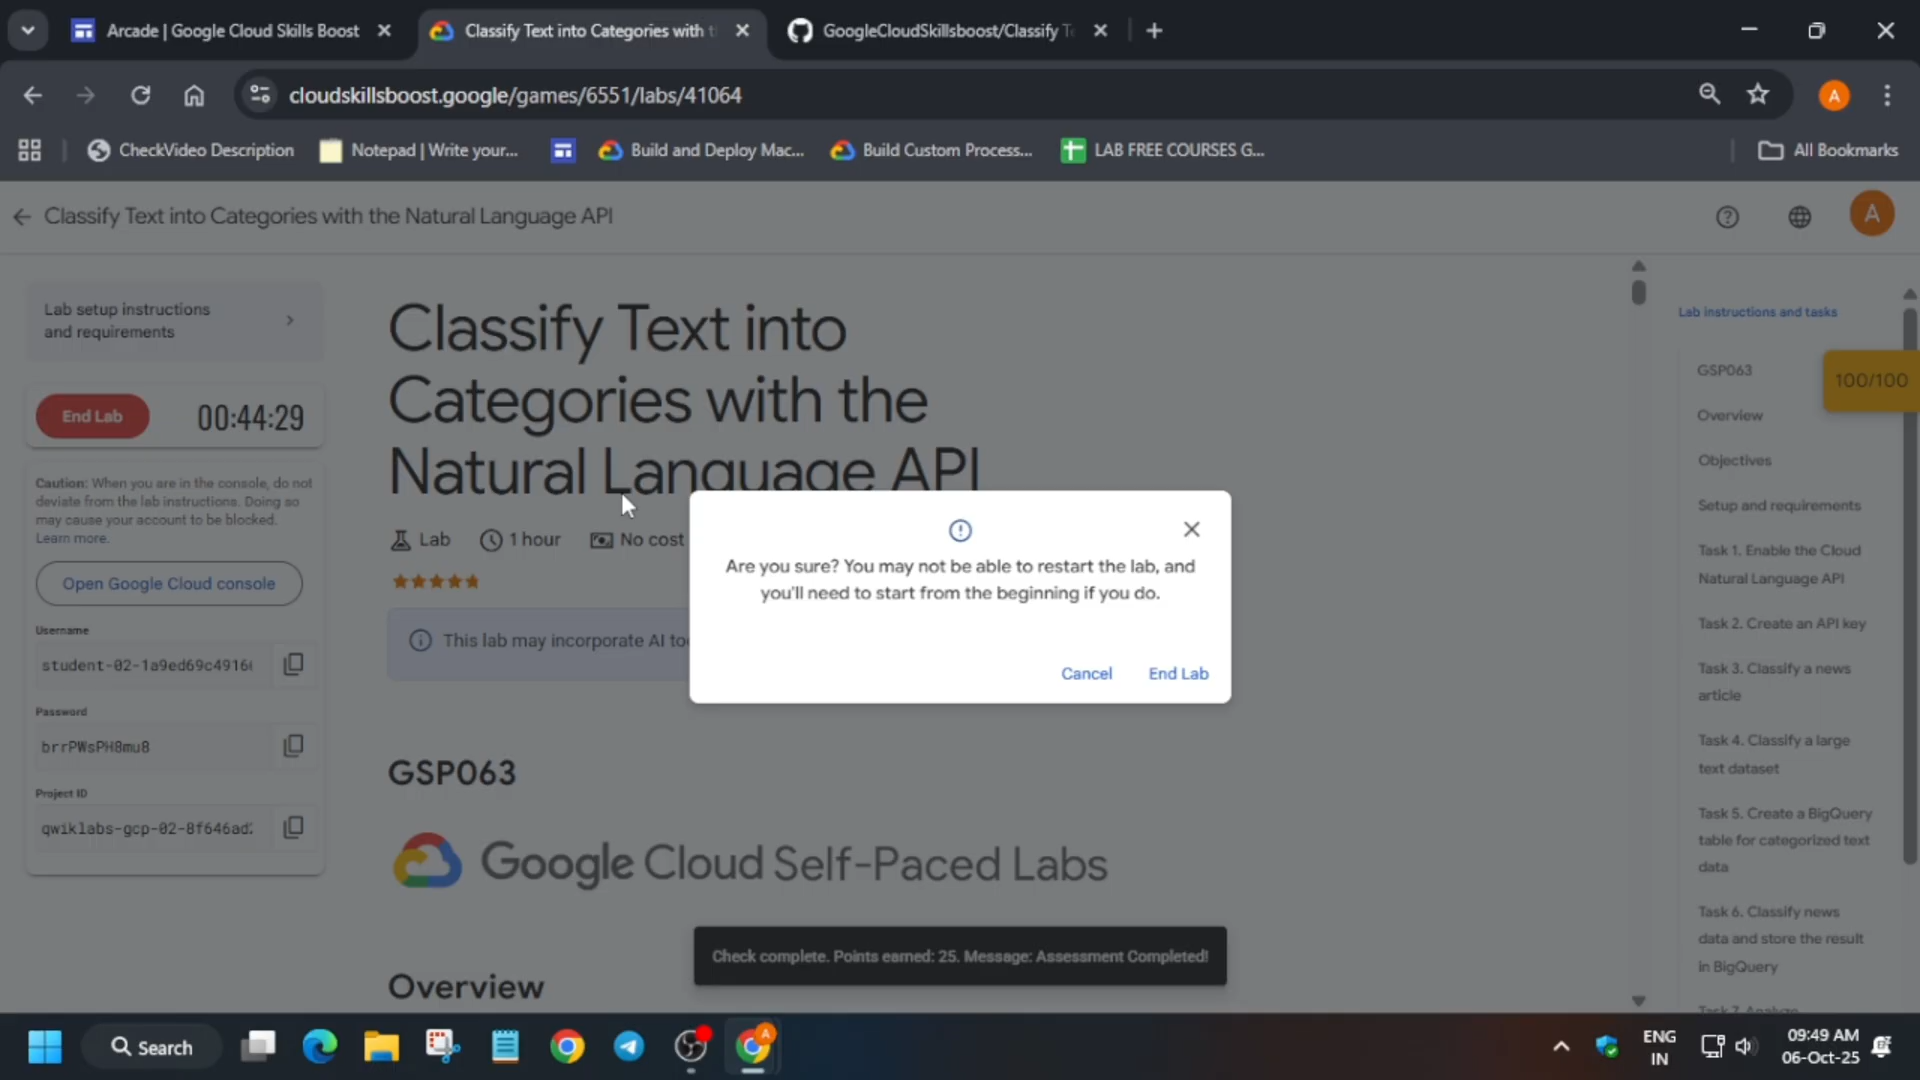 Arcade | Google Cloud Skills Boost
Classify Text into Categories with t
GoogleCloudSkillsboost/Classify T
cloudskillsboost.google/games/6551/labs/41064
A
CheckVideo Description
Notepad | Write your...
Build and Deploy Mac...
Build Custom Process...
LAB FREE COURSES G...
All Bookmarks
Classify Text into Categories with the Natural Language API
A
Lab setup instructions
and requirements
End Lab
00:44:29
Caution: When you are in the console, do not
deviate from the lab instructions. Doing so
may cause your account to be blocked.
Learn more.
Open Google Cloud console
Username
student-02-1a9ed69c4916
Password
brrPWsPH8mu8
Project ID
qwiklabs-gcp-02-8f646ad
Classify Text into
Categories with the
Natural Language API
Lab
1 hour
No cost
This lab may incorporate AI to
GSP063
Google Cloud Self-Paced Labs
Overview
Are you sure? You may not be able to restart the lab, and
you'll need to start from the beginning if you do.
Cancel
End Lab
Check complete. Points earned: 25. Message: Assessment Completed!
Lab instructions and tasks
GSP063
100/100
Overview
Objectives
Setup and requirements
Task 1. Enable the Cloud
Natural Language API
Task 2. Create an API key
Task 3. Classify a news
article
Task 4. Classify a large
text dataset
Task 5. Create a BigQuery
table for categorized text
data
Task 6. Classify news
data and store the result
in BigQuery
Task 7. Analyze
Search
A
ENG
IN
09:49 AM
06-Oct-25